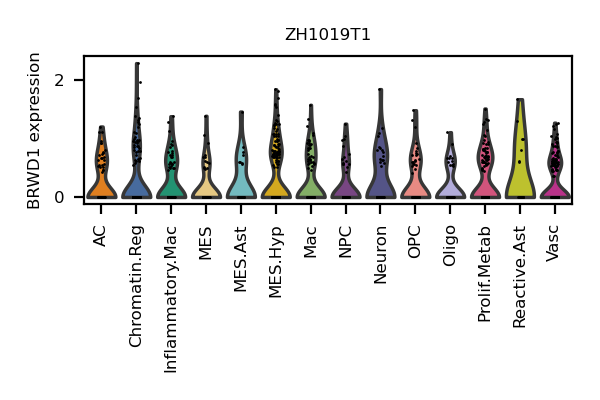 ZH1019T1
BRWD1 expression
2
0
AC
Chromatin.Reg
Inflammatory.Mac
MES
MES.Ast
MES.Hyp
Mac
NPC
Neuron
OPC
Oligo
Prolif.Metab
Reactive.Ast
Vasc